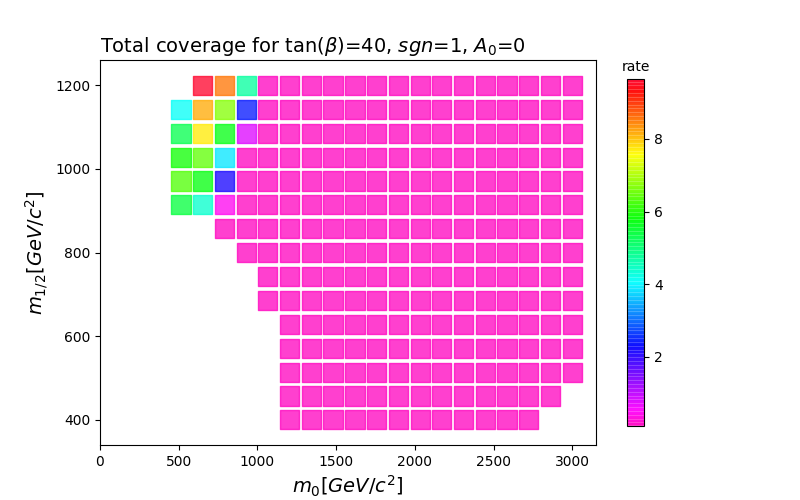 Total coverage for tan(β)=40, sgn=1, A₀=0
rate
1200
1000
800
600
400
m₁/₂[GeV/c²]
8
6
4
2
0 500 1000 1500 2000 2500 3000
m₀[GeV/c²]